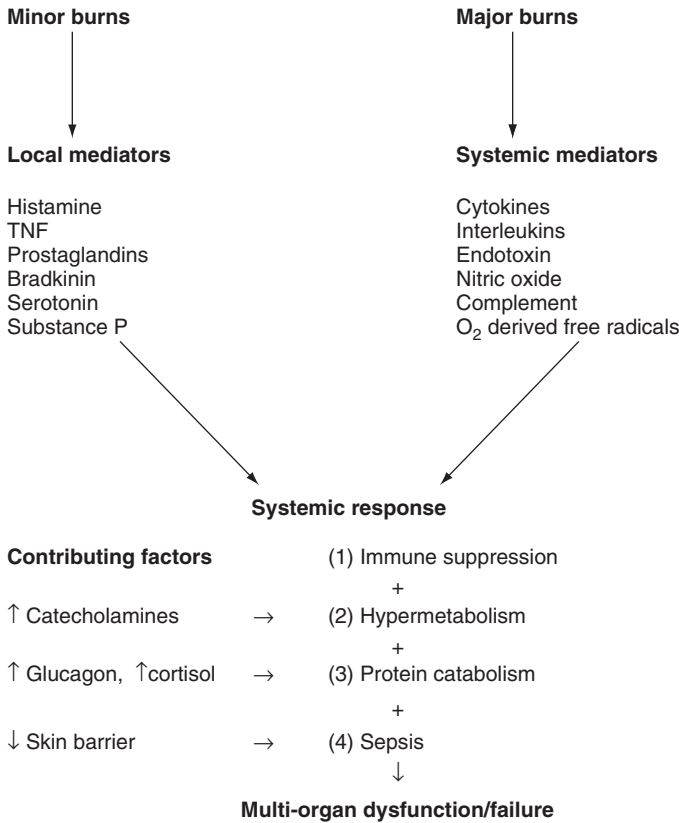 Minor burns
Major burns
Local mediators
Systemic mediators
Histamine
TNF
Prostaglandins
Bradkinin
Serotonin
Substance P
Cytokines
Interleukins
Endotoxin
Nitric oxide
Complement
O₂ derived free radicals
Systemic response
Contributing factors
(1) Immune suppression
+
↑ Catecholamines → (2) Hypermetabolism
+
↑ Glucagon, ↑cortisol → (3) Protein catabolism
+
↓ Skin barrier → (4) Sepsis
↓
Multi-organ dysfunction/failure